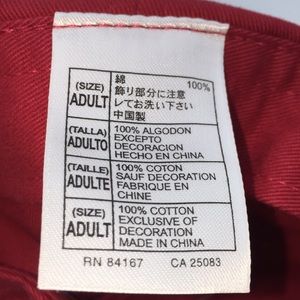 (SIZE) ADULT
綿 100%
飾り部分に注意
レてお洗い下さい
中国製
(TALLA) ADULTO
100% ALGODON
EXCEPTO
DECORACION
HECHO EN CHINA
(TAILLE) ADULTE
100% COTON
SAUF DECORATION
FABRIQUE EN
CHINE
(SIZE) ADULT
100% COTTON
EXCLUSIVE OF
DECORATION
MADE IN CHINA
RN 84167 CA 25083